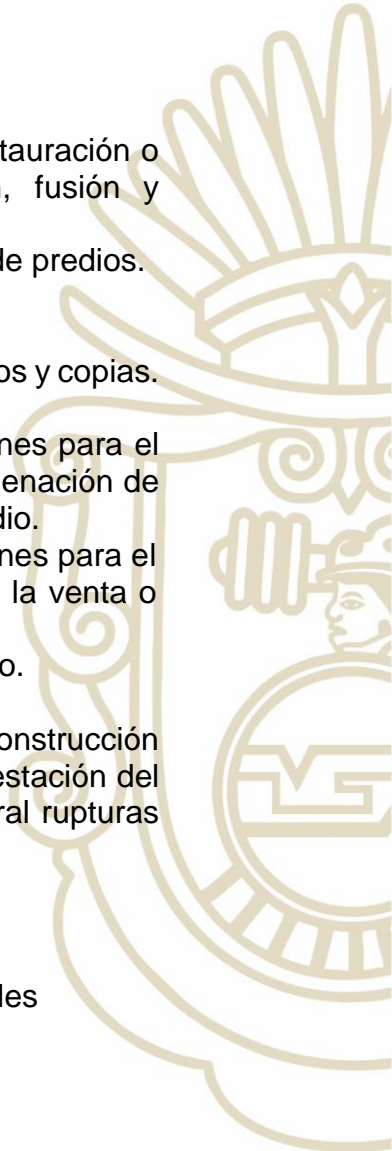 tauración o
, fusión y
de predios.
os y copias.
nes para el
enación de
dio.
nes para el
la venta o
o.
onstrucción
estación del
ral rupturas
les